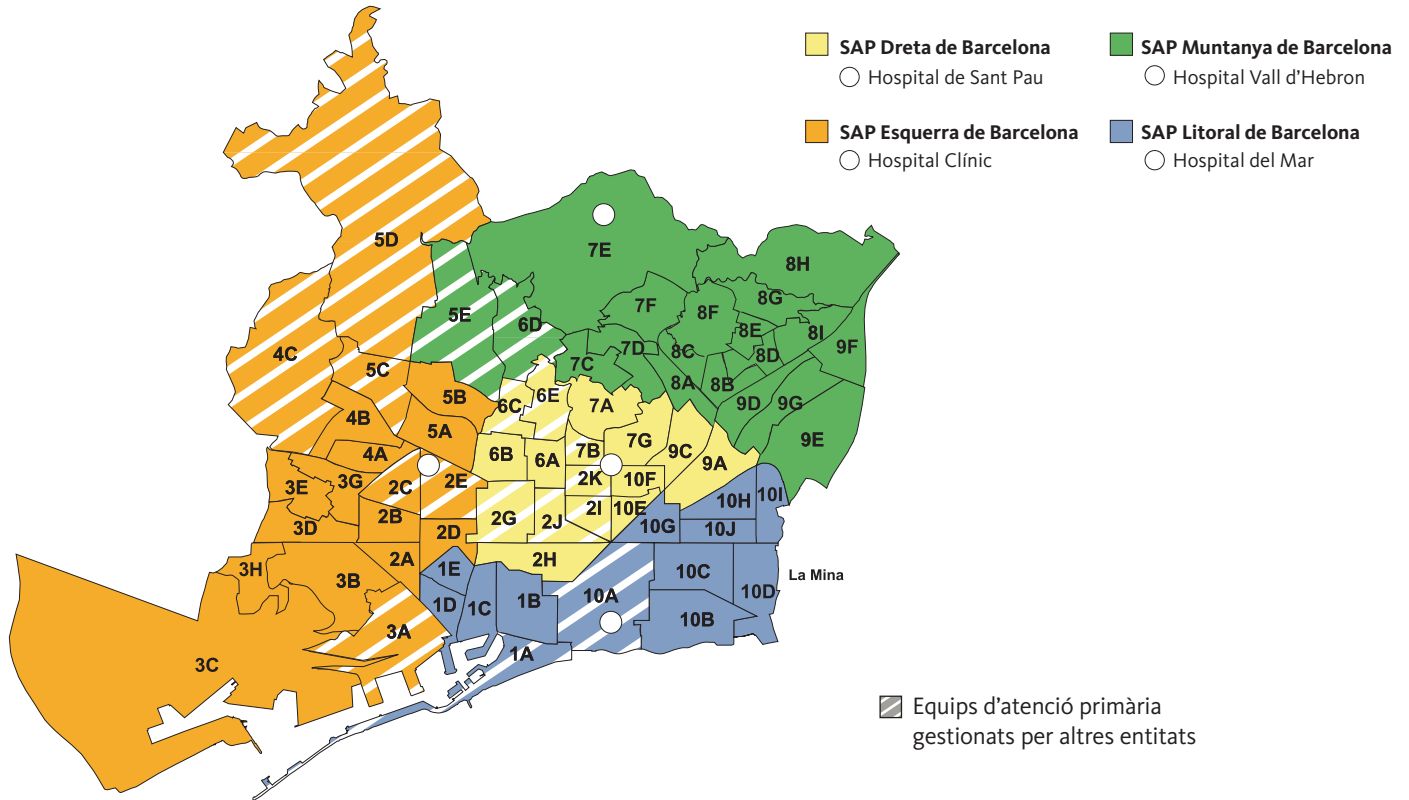 SAP Dreta de Barcelona
Hospital de Sant Pau
SAP Muntanya de Barcelona
Hospital Vall d'Hebron
SAP Esquerra de Barcelona
Hospital Clínic
SAP Litoral de Barcelona
Hospital del Mar
5D
7E
8H
8G
7F
8F
5E
6D
8E
8I
9F
4C
7D
8C
8D
7C
5C
8A
8B
5B
6E
6C
7A
9D
9G
4B
5A
7G
9E
4A
6B
6A
7B
9C
9A
3G
2E
2K
10F
3E
2C
10H
10I
2I
10E
2B
2G
2J
10G
10J
3D
2D
2A
2H
3H
1E
10C
La Mina
3B
10A
10D
1D
1C
1B
10B
3A
1A
3C
Equips d'atenció primària
gestionats per altres entitats